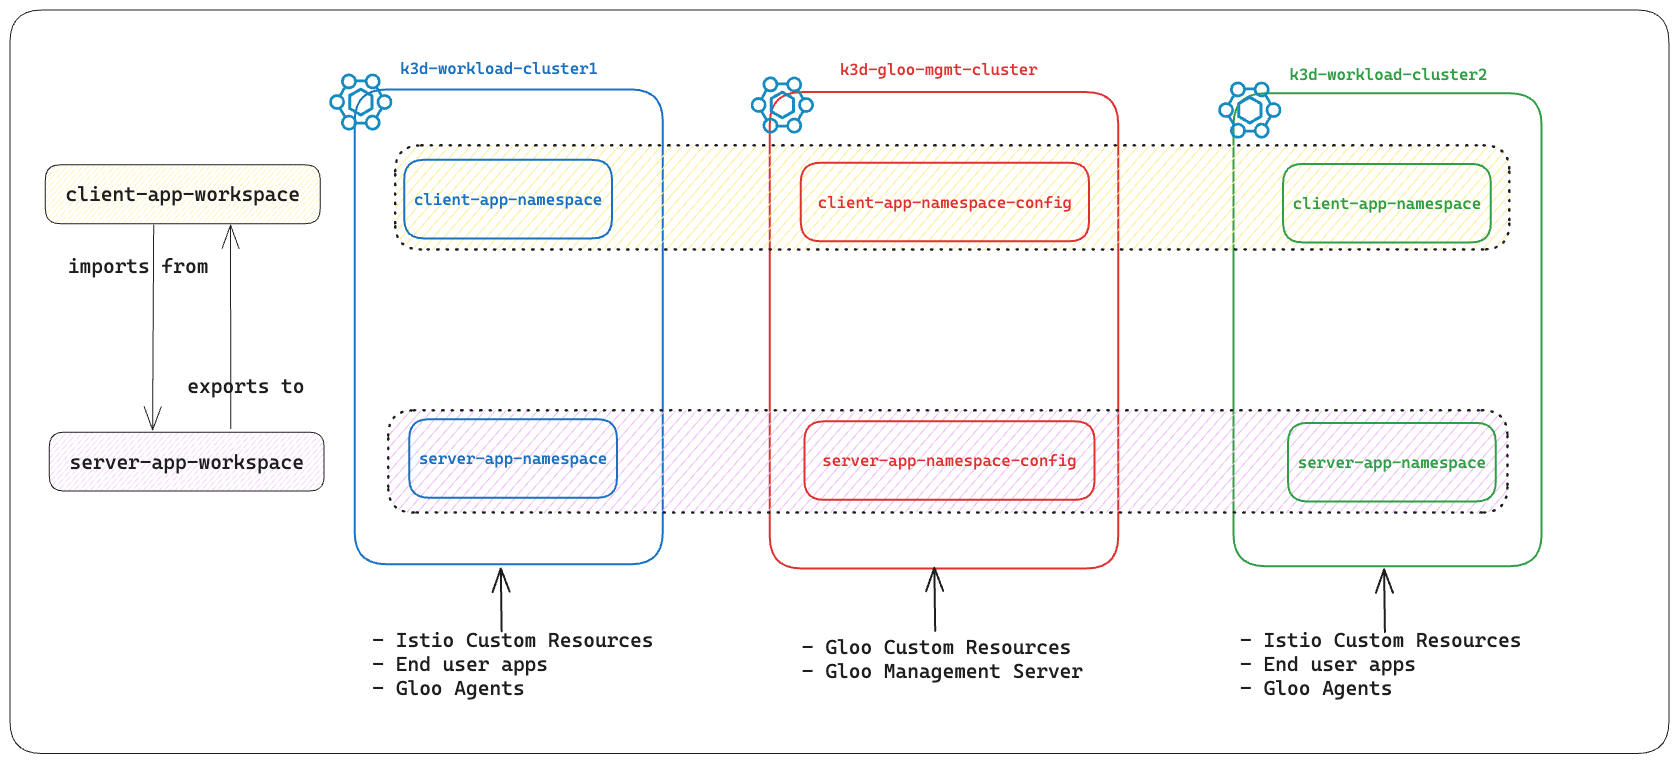 k3d-workload-cluster1
k3d-gloo-mgmt-cluster
k3d-workload-cluster2
client-app-workspace
client-app-namespace
client-app-namespace-config
client-app-namespace
imports from
exports to
server-app-workspace
server-app-namespace
server-app-namespace-config
server-app-namespace
- Istio Custom Resources
- End user apps
- Gloo Agents
- Gloo Custom Resources
- Gloo Management Server
- Istio Custom Resources
- End user apps
- Gloo Agents